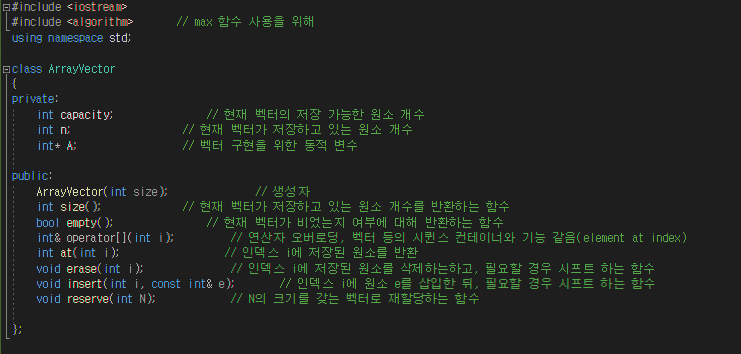 #include <iostream>
#include <algorithm> // max 함수 사용을 위해
using namespace std;
class ArrayVector
{
private:
int capacity; // 현재 벡터의 저장 가능한 원소 개수
int n; // 현재 벡터가 저장하고 있는 원소 개수
int* A; // 벡터 구현을 위한 동적 변수
public:
ArrayVector(int size); // 생성자
int size(); // 현재 벡터가 저장하고 있는 원소 개수를 반환하는 함수
bool empty(); // 현재 벡터가 비었는지 여부에 대해 반환하는 함수
int& operator[](int i); // 연산자 오버로딩, 벡터 등의 시퀀스 컨테이너와 기능 같음(element at index)
int at(int i); // 인덱스 i에 저장된 원소를 반환
void erase(int i); // 인덱스 i에 저장된 원소를 삭제하는하고, 필요할 경우 시프트 하는 함수
void insert(int i, const int& e); // 인덱스 i에 원소 e를 삽입한 뒤, 필요할 경우 시프트 하는 함수
void reserve(int N); // N의 크기를 갖는 벡터로 재할당하는 함수
};